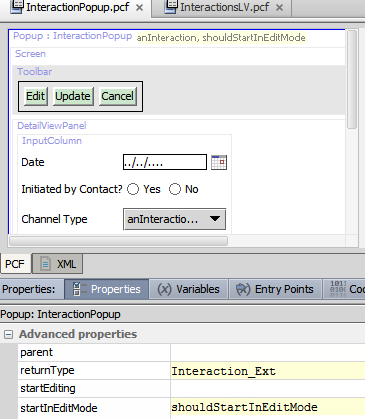 InteractionPopup.pcf × InteractionsLV.pcf ×
Popup : InteractionPopup anInteraction, shouldStartInEditMode
Screen
Toolbar
Edit Update Cancel
DetailViewPanel
InputColumn
Date ../../....
Initiated by Contact? Yes No
Channel Type anInteractio...
PCF XML
Properties: Properties (x) Variables Entry Points Co
Popup: InteractionPopup
Advanced properties
parent
returnType Interaction_Ext
startEditing
startInEditMode shouldStartInEditMode